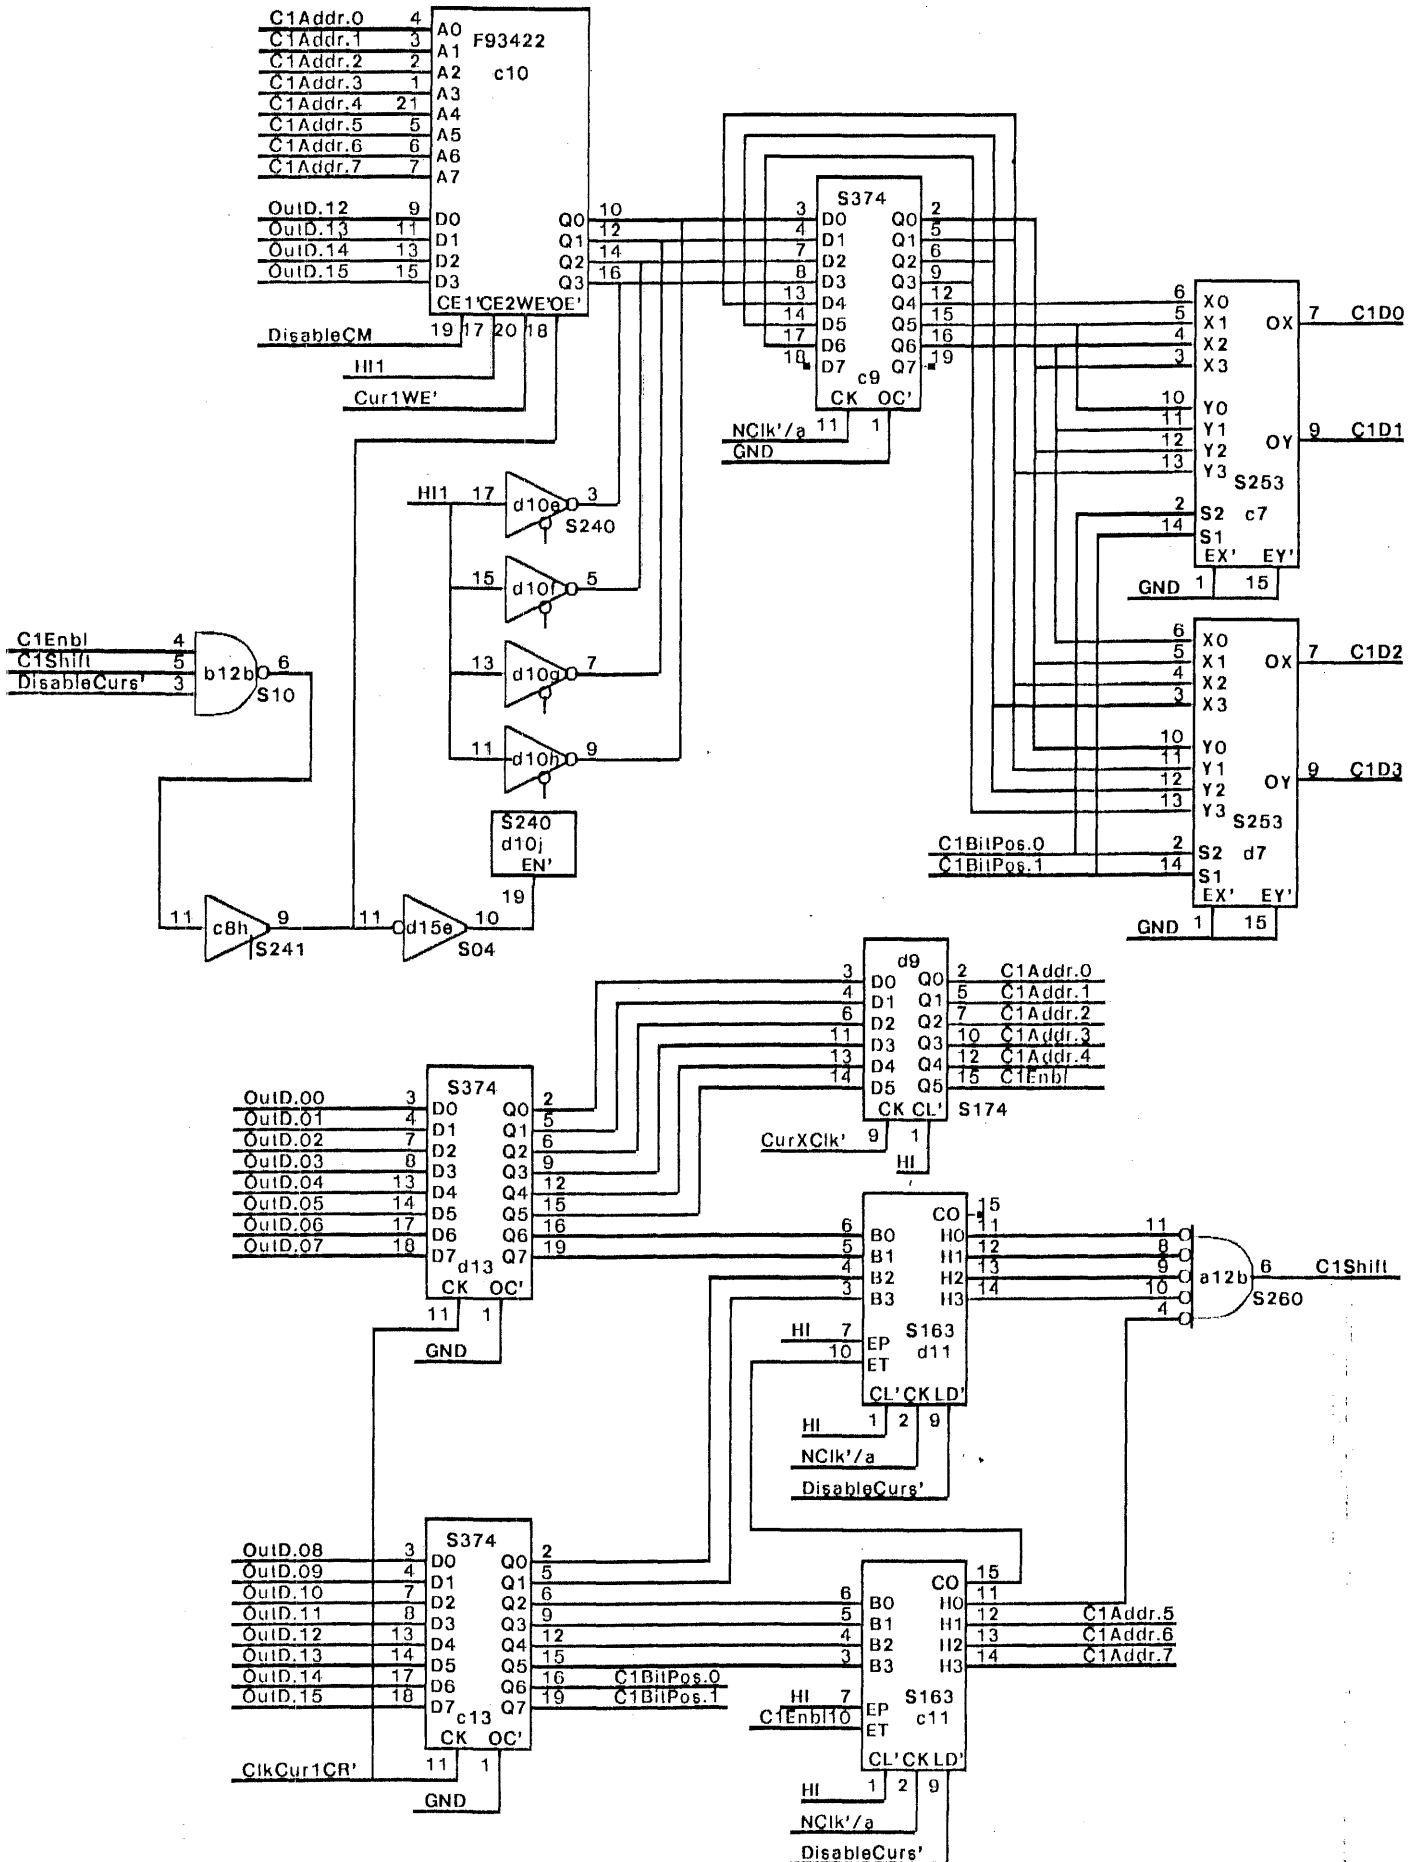 C1Addr.0 4 A0
C1Addr.1 3 A1
C1Addr.2 2 A2
C1Addr.3 1 A3
C1Addr.4 21 A4
C1Addr.5 5 A5
C1Addr.6 6 A6
C1Addr.7 7 A7
F93422
c10
OutD.12 9 D0 Q0 10
OutD.13 11 D1 Q1 12
OutD.14 13 D2 Q2 14
OutD.15 15 D3 Q3 16
CE1' CE2 WE' OE'
19 17 20 18
DisableCM
HI1
Cur1WE'
S374
3 D0 Q0 2
4 D1 Q1 5
7 D2 Q2 6
8 D3 Q3 9
13 D4 Q4 12
14 D5 Q5 15
17 D6 Q6 16
18 D7 Q7 19
c9
CK OC'
NClk'/a 11 1
GND
6 X0
5 X1 OX 7 C1D0
4 X2
3 X3
10 Y0
11 Y1 OY 9 C1D1
12 Y2
13 Y3
S253
2 S2 c7
14 S1
EX' EY'
GND 1 15
HI1 17 d10e 3
S240
15 d10f 5
13 d10g 7
11 d10h 9
S240
d10j
EN'
19
C1Enbl 4
C1Shift 5 b12b 6
DisableCurs' 3 S10
11 c8h 9 11 d15e 10
S241 S04
6 X0
5 X1 OX 7 C1D2
4 X2
3 X3
10 Y0
11 Y1 OY 9 C1D3
12 Y2
13 Y3
S253
C1BitPos.0 2 S2 d7
C1BitPos.1 14 S1
EX' EY'
GND 1 15
d9
3 D0 Q0 2 C1Addr.0
4 D1 Q1 5 C1Addr.1
6 D2 Q2 7 C1Addr.2
11 D3 Q3 10 C1Addr.3
13 D4 Q4 12 C1Addr.4
14 D5 Q5 15 C1Enbl
CK CL' S174
CurXClk' 9 1
HI
S374
OutD.00 3 D0 Q0 2
OutD.01 4 D1 Q1 5
OutD.02 7 D2 Q2 6
OutD.03 8 D3 Q3 9
OutD.04 13 D4 Q4 12
OutD.05 14 D5 Q5 15
OutD.06 17 D6 Q6 16
OutD.07 18 D7 Q7 19
d13
CK OC'
11 1
GND
CO 15
6 B0 H0 11
5 B1 H1 12
4 B2 H2 13
3 B3 H3 14
HI 7 EP S163
10 ET d11
CL' CK LD'
HI 1 2 9
NClk'/a
DisableCurs'
11
8
9 a12b 6 C1Shift
10 S260
4
S374
OutD.08 3 D0 Q0 2
OutD.09 4 D1 Q1 5
OutD.10 7 D2 Q2 6
OutD.11 8 D3 Q3 9
OutD.12 13 D4 Q4 12
OutD.13 14 D5 Q5 15
OutD.14 17 D6 Q6 16 C1BitPos.0
OutD.15 18 D7 Q7 19 C1BitPos.1
c13
CK OC'
ClkCur1CR' 11 1
GND
CO 15
6 B0 H0 11
5 B1 H1 12 C1Addr.5
4 B2 H2 13 C1Addr.6
3 B3 H3 14 C1Addr.7
HI 7 EP S163
C1Enbl 10 ET c11
CL' CK LD'
HI 1 2 9
NClk'/a
DisableCurs'